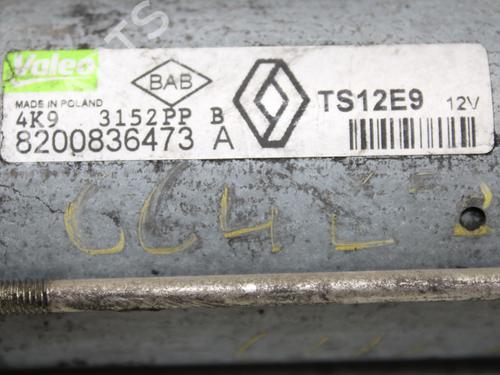 Valeo
BAB
TS12E9 12V
MADE IN POLAND
4K9 3152PP B
8200836473 A